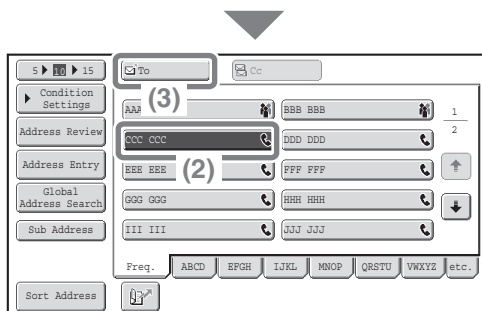 5 10 15
To
Cc
Condition Settings
(3)
AAA
BBB BBB
1
2
Address Review
CCC CCC
DDD DDD
Address Entry
EEE EEE
(2)
FFF FFF
Global Address Search
GGG GGG
HHH HHH
Sub Address
III III
JJJ JJJ
Freq. ABCD EFGH IJKL MNOP QRSTU VWXYZ etc.
Sort Address